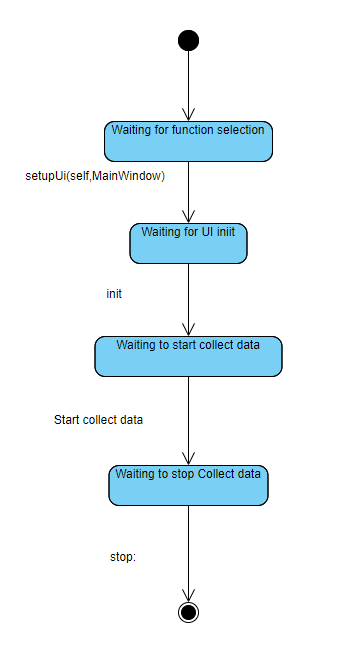 Waiting for function selection
setupUi(self,MainWindow)
Waiting for UI iniit
init
Waiting to start collect data
Start collect data
Waiting to stop Collect data
stop: